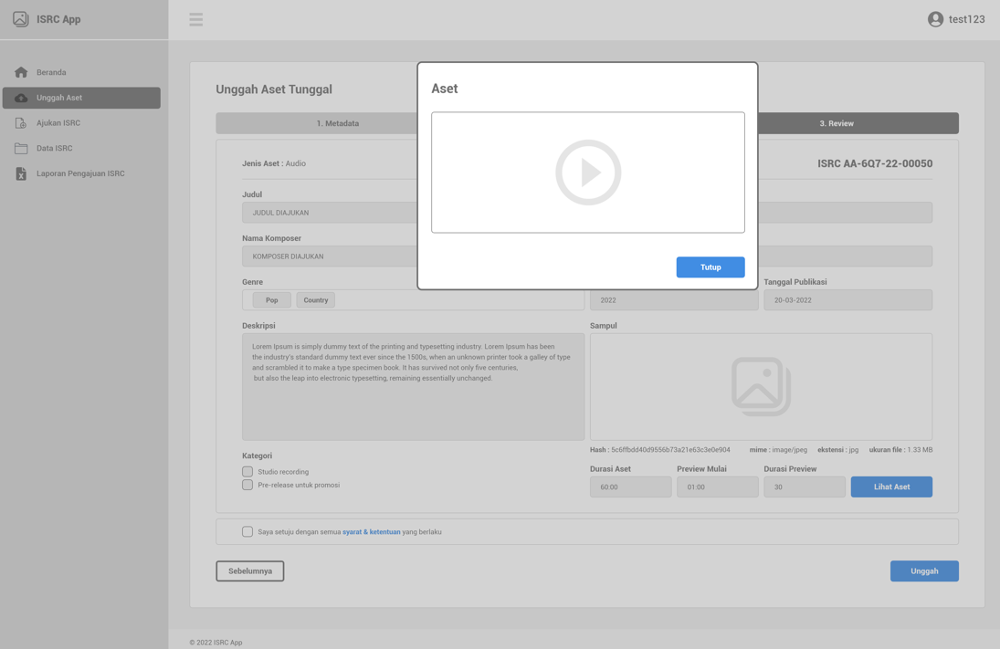 ISRC App
test123
Beranda
Unggah Aset
Ajukan ISRC
Data ISRC
Laporan Pengajuan ISRC
Unggah Aset Tunggal
1. Metadata
3. Review
Aset
Tutup
Jenis Aset : Audio
ISRC AA-6Q7-22-00050
Judul
JUDUL DIAJUKAN
Nama Komposer
KOMPOSER DIAJUKAN
Genre
Tanggal Publikasi
Pop
Country
2022
20-03-2022
Deskripsi
Sampul
Lorem Ipsum is simply dummy text of the printing and typesetting industry. Lorem Ipsum has been
the industry's standard dummy text ever since the 1500s, when an unknown printer took a galley of type
and scrambled it to make a type specimen book. It has survived not only five centuries,
but also the leap into electronic typesetting, remaining essentially unchanged.
Hash : 5c6ffbdd40d9556b73a21e63c3e0e904 mime : image/jpeg ekstensi : jpg ukuran file : 1.33 MB
Kategori
Studio recording
Pre-release untuk promosi
Durasi Aset
Preview Mulai
Durasi Preview
60:00
01:00
30
Lihat Aset
Saya setuju dengan semua syarat & ketentuan yang berlaku
Sebelumnya
Unggah
© 2022 ISRC App